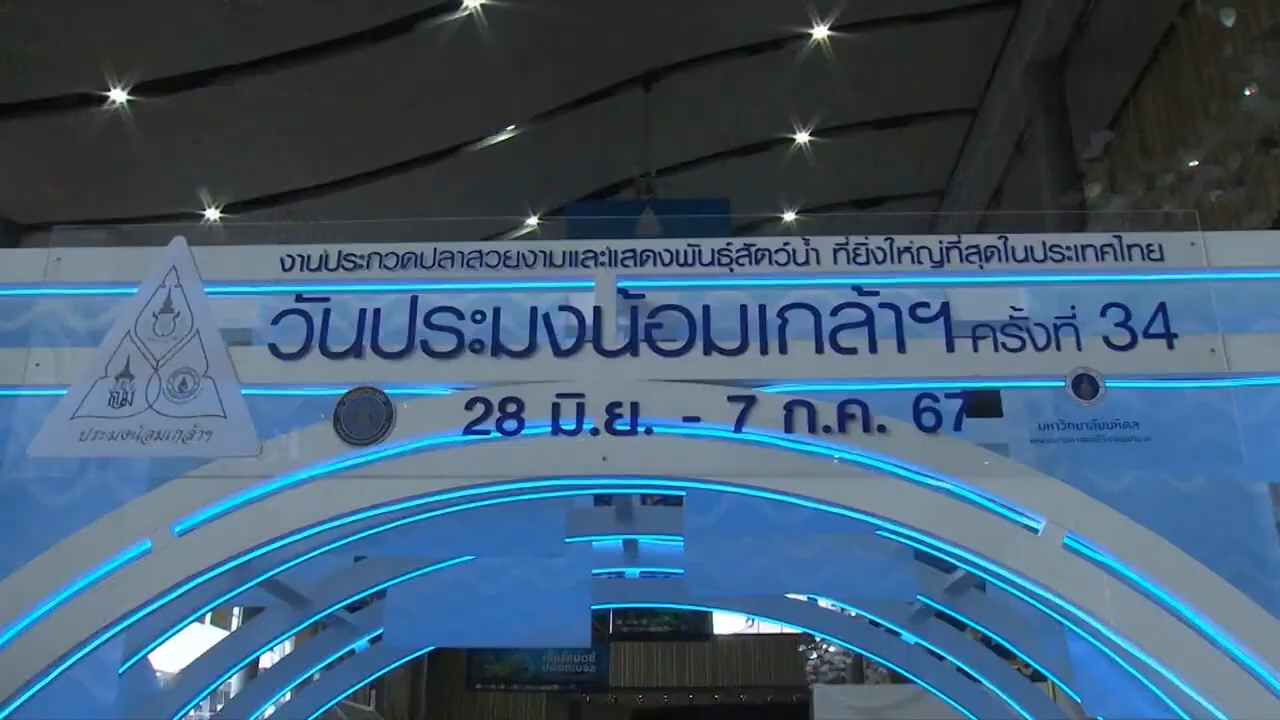 งานประกวดปลาสวยงามและแสดงพันธุ์สัตว์น้ำ ที่ยิ่งใหญ่ที่สุดในประเทศไทย
วันประมงน้อมเกล้าฯ ครั้งที่ 34
28 มิ.ย. - 7 ก.ค. 67
ประมงน้อมเกล้าฯ
มหาวิทยาลัยมหิดล